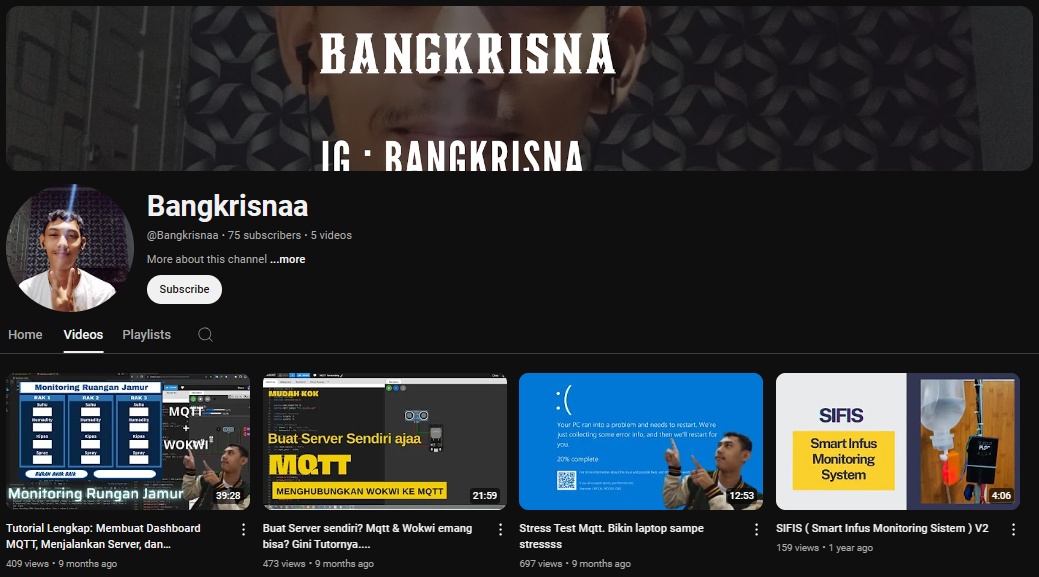 BANGKRISNA
IG : BANGKRISNA
Bangkrisnaa
@Bangkrisnaa • 75 subscribers • 5 videos
More about this channel ...more
Subscribe
Home Videos Playlists
Monitoring Ruangan Jamur
RAK 1 RAK 2 RAK 3
Suhu Suhu Suhu
Humadity Humadity Humadity
Kipas Kipas Kipas
Spray Spray Spray
MQTT
+
WOKWI
Monitoring Rungan Jamur
39:28
MUDAH KOK
Buat Server Sendiri ajaa
MQTT
MENGHUBUNGKAN WOKWI KE MQTT
21:59
:(
Your PC ran into a problem and needs to restart. We're
just collecting some error info, and then we'll restart for
you.
20% complete
12:53
SIFIS
Smart Infus
Monitoring
System
4:06
Tutorial Lengkap: Membuat Dashboard
MQTT, Menjalankan Server, dan...
409 views • 9 months ago
Buat Server sendiri? Mqtt & Wokwi emang
bisa? Gini Tutornya....
473 views • 9 months ago
Stress Test Mqtt. Bikin laptop sampe
stressss
697 views • 9 months ago
SIFIS ( Smart Infus Monitoring Sistem ) V2
159 views • 1 year ago